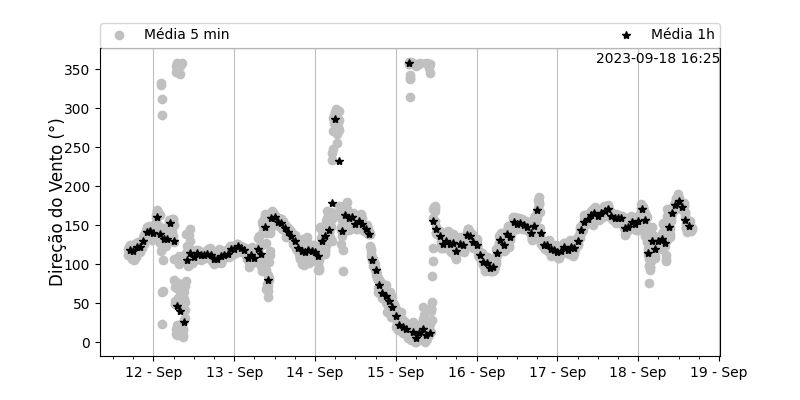 Média 5 min
Média 1h
2023-09-18 16:25
Direção do Vento (°)
350
300
250
200
150
100
50
0
12 - Sep
13 - Sep
14 - Sep
15 - Sep
16 - Sep
17 - Sep
18 - Sep
19 - Sep